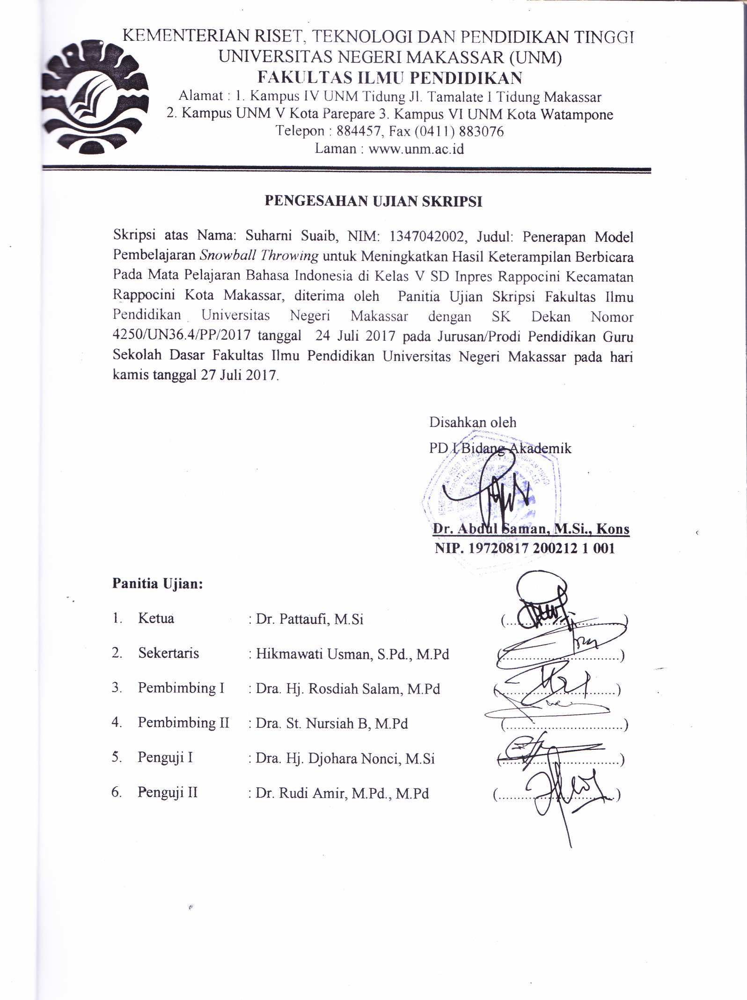 KEMENTERIAN RISET, TEKNOLOGI DAN PENDIDIKAN TINGGI
UNIVERSITAS NEGERI MAKASSAR (UNM)
FAKULTAS ILMU PENDIDIKAN
Alamat : 1. Kampus IV UNM Tidung Jl. Tamalate I Tidung Makassar
2. Kampus UNM V Kota Parepare 3. Kampus VI UNM Kota Watampone
Telepon : 884457, Fax (0411) 883076
Laman : www.unm.ac.id
PENGESAHAN UJIAN SKRIPSI
Skripsi atas Nama: Suharni Suaib, NIM: 1347042002, Judul: Penerapan Model
Pembelajaran Snowball Throwing untuk Meningkatkan Hasil Keterampilan Berbicara
Pada Mata Pelajaran Bahasa Indonesia di Kelas V SD Inpres Rappocini Kecamatan
Rappocini Kota Makassar, diterima oleh Panitia Ujian Skripsi Fakultas Ilmu
Pendidikan Universitas Negeri Makassar dengan SK Dekan Nomor
4250/UN36.4/PP/2017 tanggal 24 Juli 2017 pada Jurusan/Prodi Pendidikan Guru
Sekolah Dasar Fakultas Ilmu Pendidikan Universitas Negeri Makassar pada hari
kamis tanggal 27 Juli 2017.
Disahkan oleh
PD I Bidang Akademik
Dr. Abdul Saman, M.Si., Kons
NIP. 19720817 200212 1 001
Panitia Ujian:
1. Ketua : Dr. Pattaufi, M.Si (..............................)
2. Sekertaris : Hikmawati Usman, S.Pd., M.Pd (..............................)
3. Pembimbing I : Dra. Hj. Rosdiah Salam, M.Pd (..............................)
4. Pembimbing II : Dra. St. Nursiah B, M.Pd (..............................)
5. Penguji I : Dra. Hj. Djohara Nonci, M.Si (..............................)
6. Penguji II : Dr. Rudi Amir, M.Pd., M.Pd (..............................)